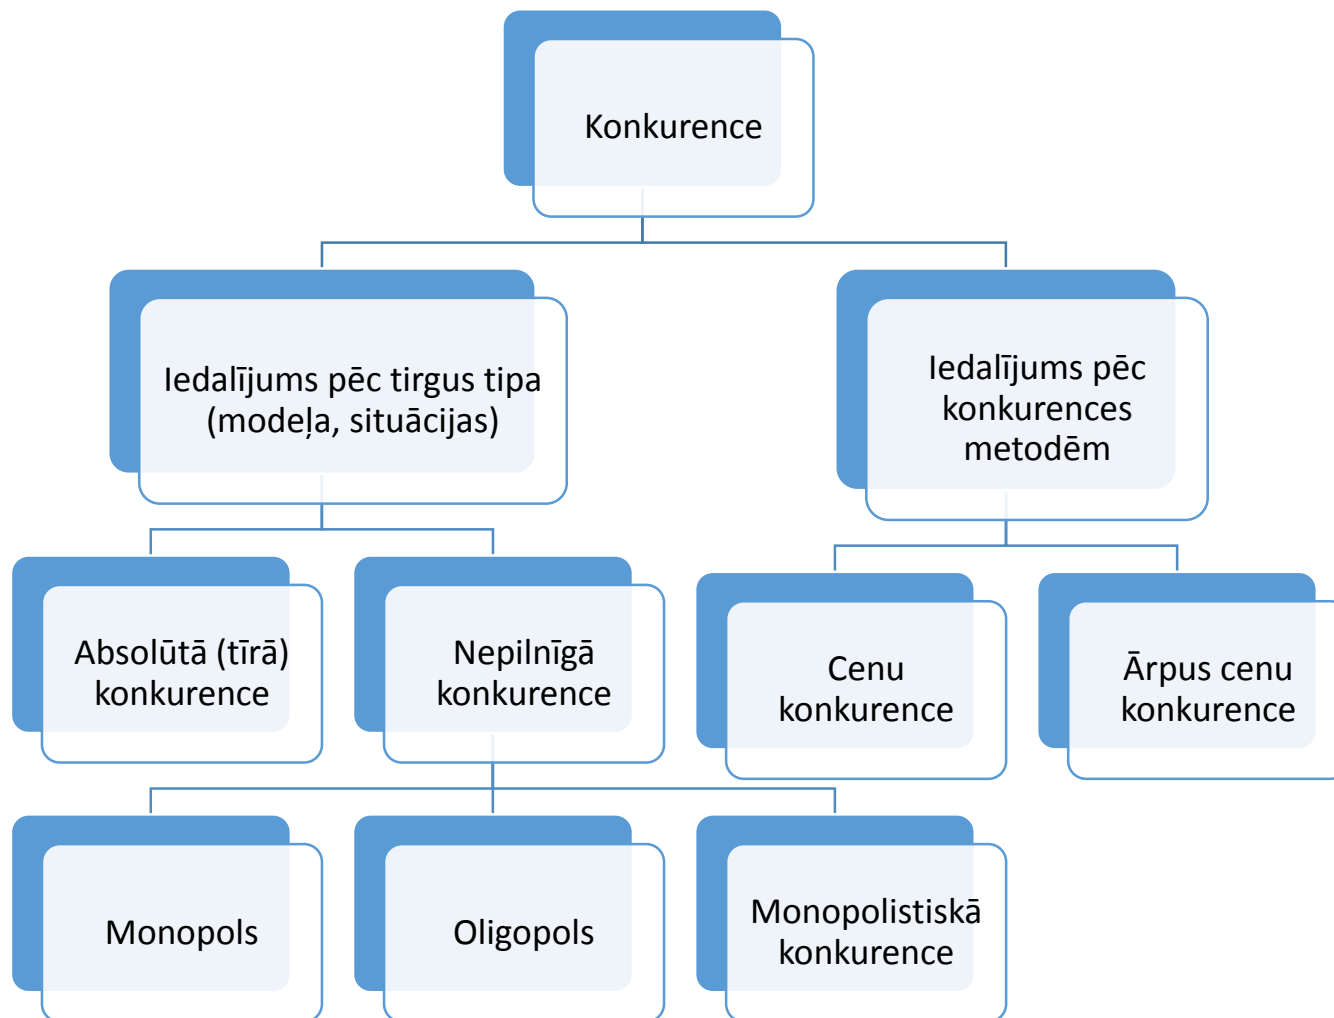 Konkurence
Iedalījums pēc tirgus tipa
(modeļa, situācijas)
Iedalījums pēc
konkurences
metodēm
Absolūtā (tīrā)
konkurence
Nepilnīgā
konkurence
Cenu
konkurence
Ārpus cenu
konkurence
Monopols
Oligopols
Monopolistiskā
konkurence